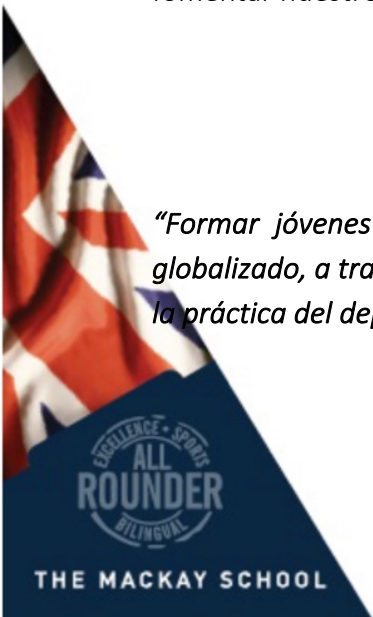 “Formar jóvenes
globalizado, a tra
la práctica del de
EXCELLENCE • SPORTS
ALL
ROUNDER
BILINGUAL
THE MACKAY SCHOOL